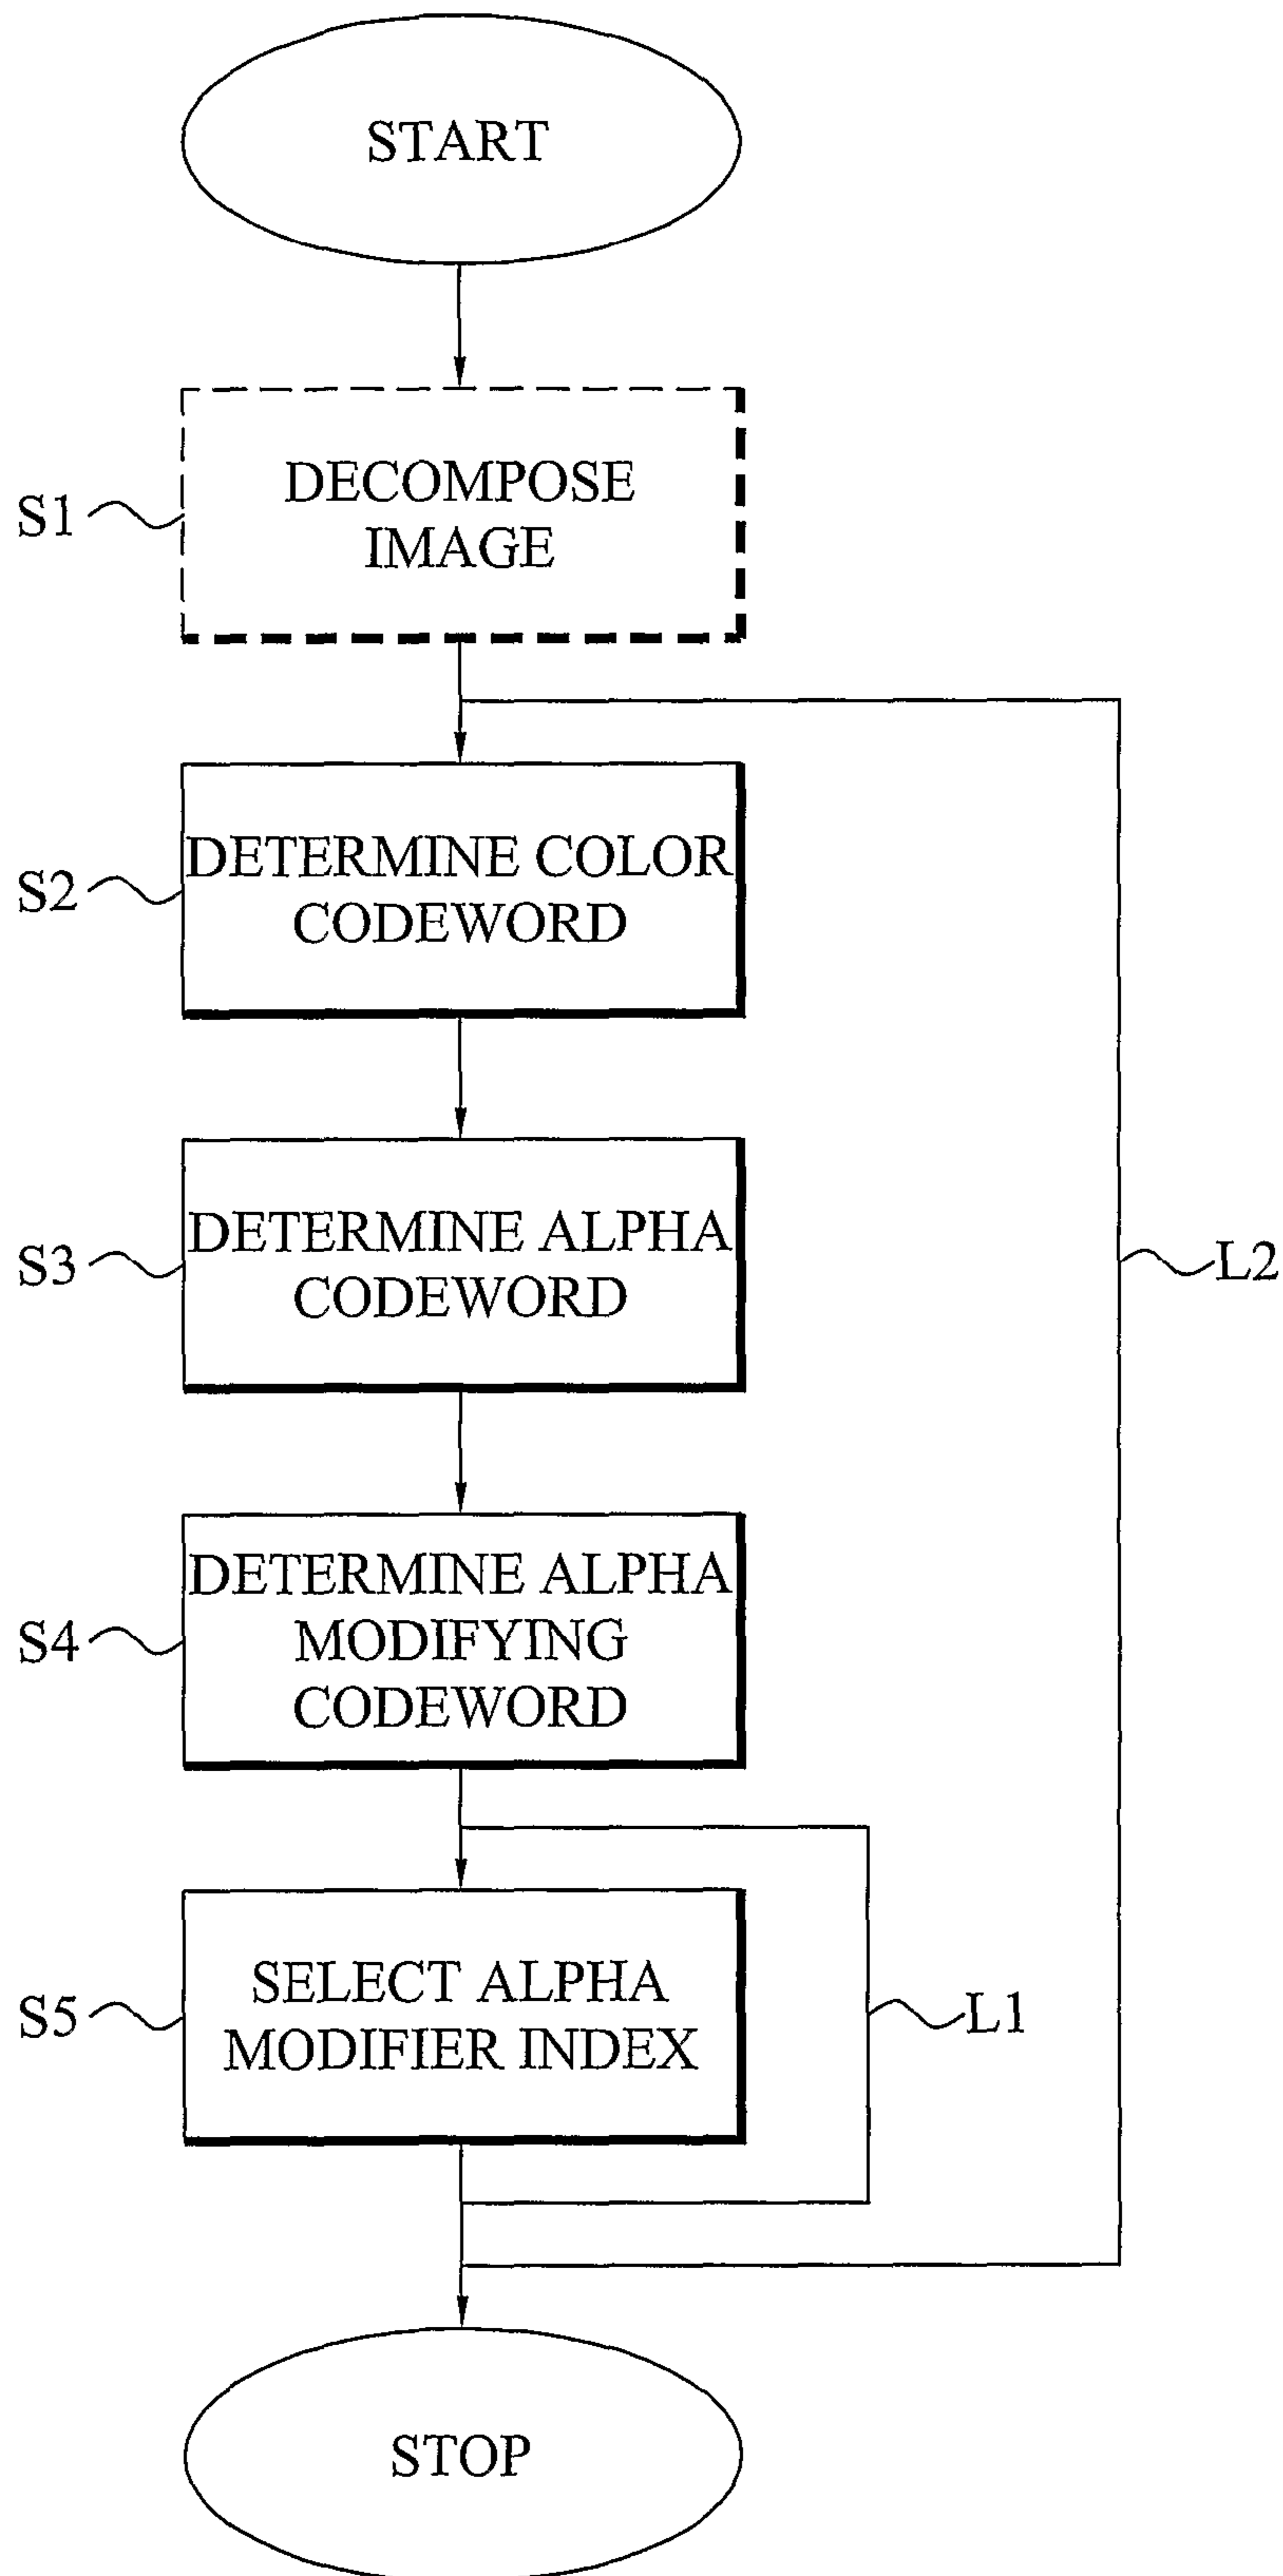 START
S1
DECOMPOSE
IMAGE
S2
DETERMINE COLOR
CODEWORD
S3
DETERMINE ALPHA
CODEWORD
L2
S4
DETERMINE ALPHA
MODIFYING
CODEWORD
S5
SELECT ALPHA
MODIFIER INDEX
L1
STOP